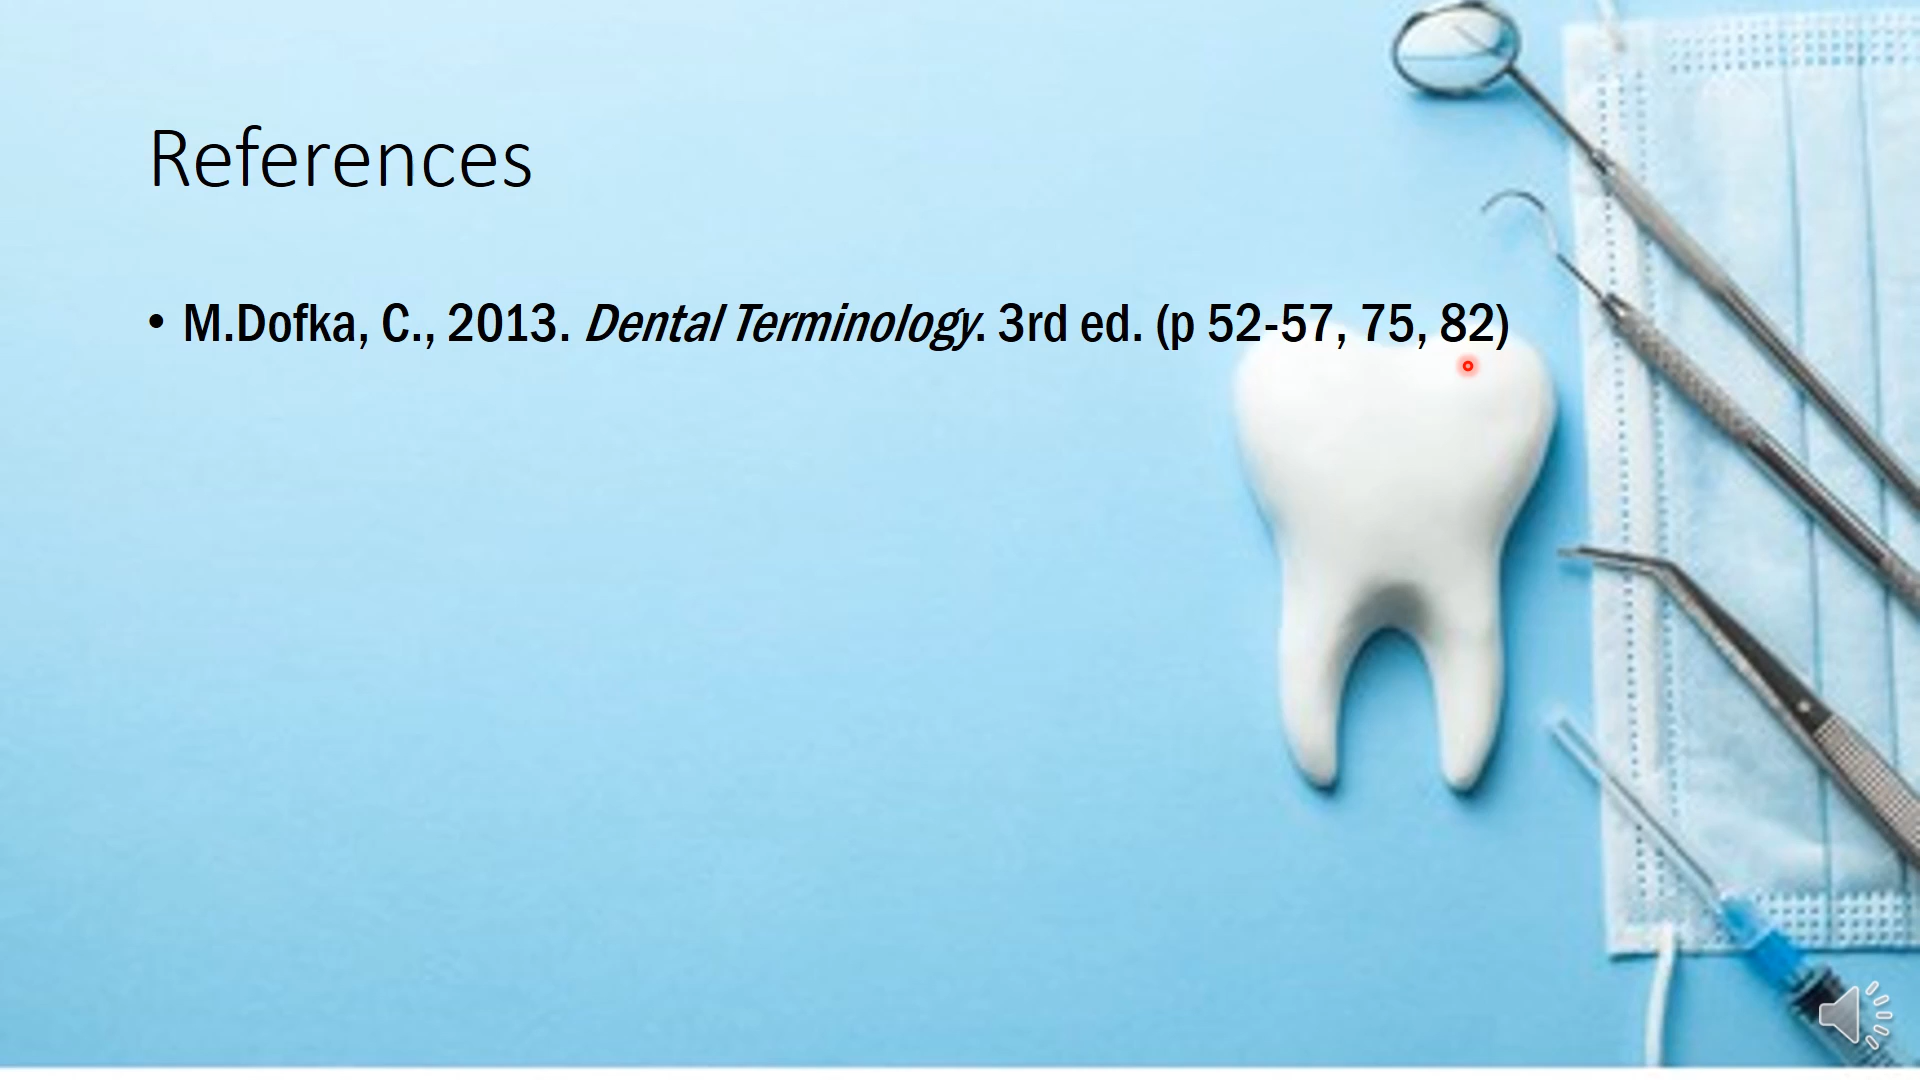 References
• M.Dofka, C., 2013. Dental Terminology. 3rd ed. (p 52-57, 75, 82)